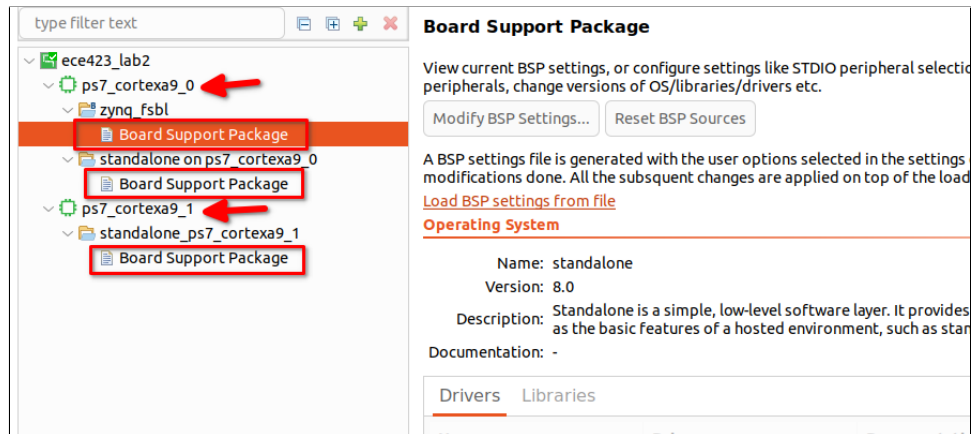 type filter text
ece423_lab2
ps7_cortexa9_0
zynq_fsbl
Board Support Package
standalone on ps7_cortexa9_0
Board Support Package
ps7_cortexa9_1
standalone_ps7_cortexa9_1
Board Support Package
Board Support Package
View current BSP settings, or configure settings like STDIO peripheral selectio
peripherals, change versions of OS/libraries/drivers etc.
Modify BSP Settings... Reset BSP Sources
A BSP settings file is generated with the user options selected in the settings
modifications done. All the subsquent changes are applied on top of the load
Load BSP settings from file
Operating System
Name: standalone
Version: 8.0
Description: Standalone is a simple, low-level software layer. It provides
as the basic features of a hosted environment, such as stan
Documentation: -
Drivers Libraries